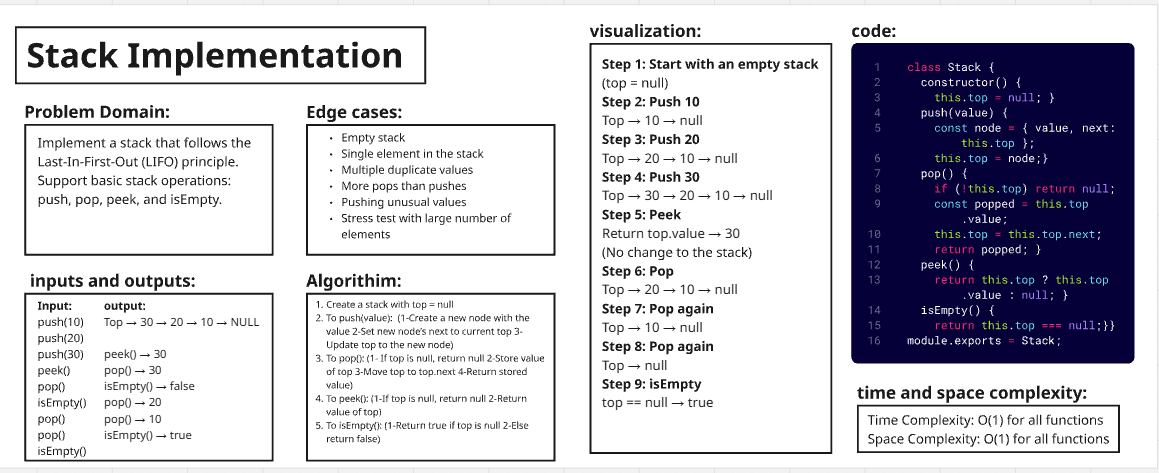 Stack Implementation
Problem Domain:
Implement a stack that follows the
Last-In-First-Out (LIFO) principle.
Support basic stack operations:
push, pop, peek, and isEmpty.
Edge cases:
• Empty stack
• Single element in the stack
• Multiple duplicate values
• More pops than pushes
• Pushing unusual values
• Stress test with large number of
elements
inputs and outputs:
Input: output:
push(10) Top → 30 → 20 → 10 → NULL
push(20)
push(30) peek() → 30
peek() pop() → 30
pop() isEmpty() → false
isEmpty() pop() → 20
pop() pop() → 10
pop() isEmpty() → true
isEmpty()
Algorithim:
1. Create a stack with top = null
2. To push(value): (1-Create a new node with the
value 2-Set new node's next to current top 3-
Update top to the new node)
3. To pop(): (1- If top is null, return null 2-Store value
of top 3-Move top to top.next 4-Return stored
value)
4. To peek(): (1-If top is null, return null 2-Return
value of top)
5. To isEmpty(): (1-Return true if top is null 2-Else
return false)
visualization:
Step 1: Start with an empty stack
(top = null)
Step 2: Push 10
Top → 10 → null
Step 3: Push 20
Top → 20 → 10 → null
Step 4: Push 30
Top → 30 → 20 → 10 → null
Step 5: Peek
Return top.value → 30
(No change to the stack)
Step 6: Pop
Top → 20 → 10 → null
Step 7: Pop again
Top → 10 → null
Step 8: Pop again
Top → null
Step 9: isEmpty
top == null → true
code:
1 class Stack {
2 constructor() {
3 this.top = null; }
4 push(value) {
5 const node = { value, next:
this.top };
6 this.top = node;}
7 pop() {
8 if (!this.top) return null;
9 const popped = this.top
.value;
10 this.top = this.top.next;
11 return popped; }
12 peek() {
13 return this.top ? this.top
.value : null; }
14 isEmpty() {
15 return this.top === null;}}
16 module.exports = Stack;
time and space complexity:
Time Complexity: O(1) for all functions
Space Complexity: O(1) for all functions